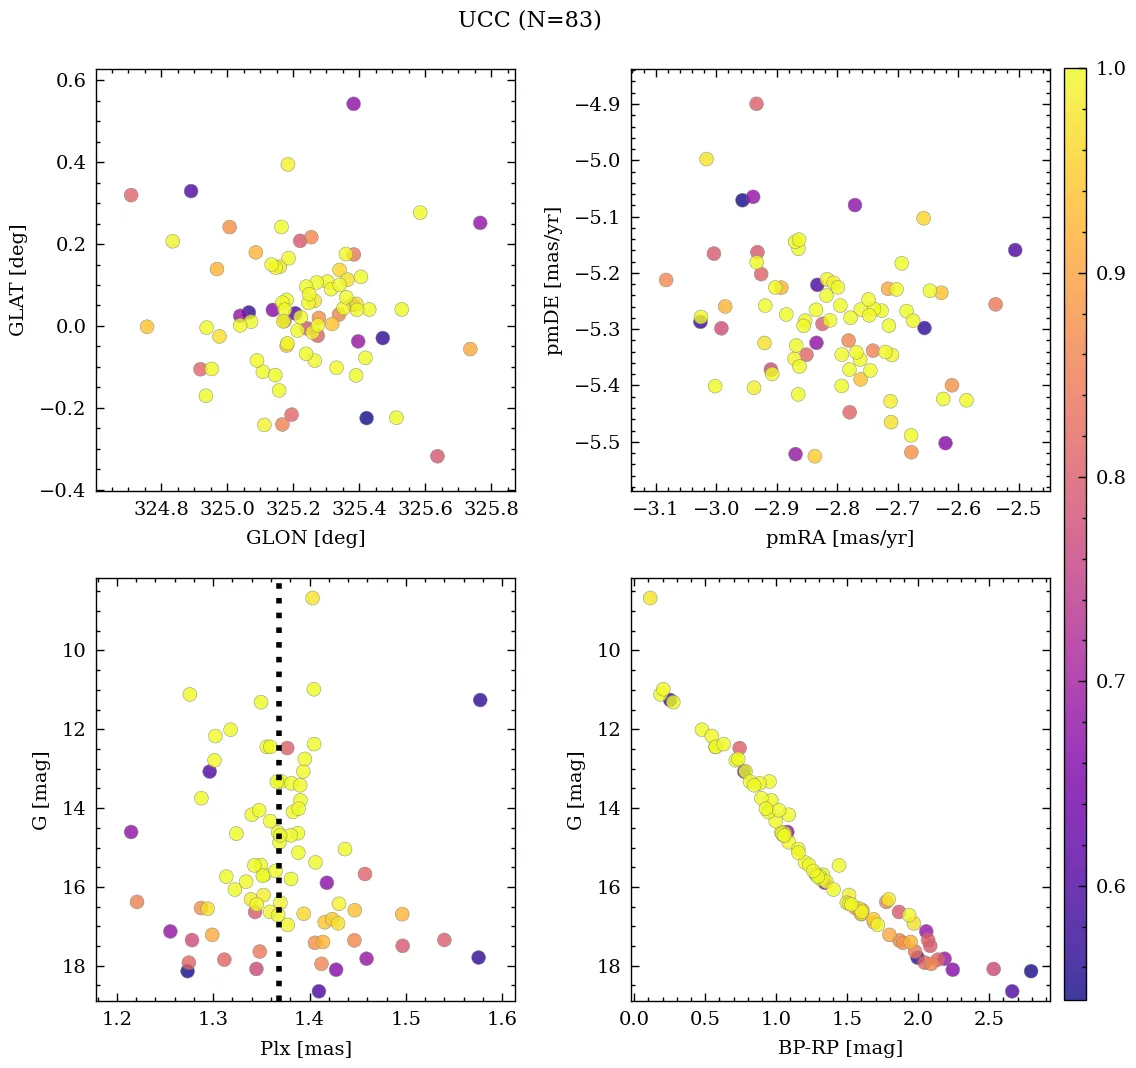 UCC (N=83)
0.6
0.4
0.2
0.0
−0.2
−0.4
GLAT [deg]
324.8 325.0 325.2 325.4 325.6 325.8
GLON [deg]
−4.9
−5.0
−5.1
−5.2
−5.3
−5.4
−5.5
pmDE [mas/yr]
−3.1 −3.0 −2.9 −2.8 −2.7 −2.6 −2.5
pmRA [mas/yr]
10
12
14
16
18
G [mag]
1.2 1.3 1.4 1.5 1.6
Plx [mas]
10
12
14
16
18
G [mag]
0.0 0.5 1.0 1.5 2.0 2.5
BP-RP [mag]
1.0
0.9
0.8
0.7
0.6